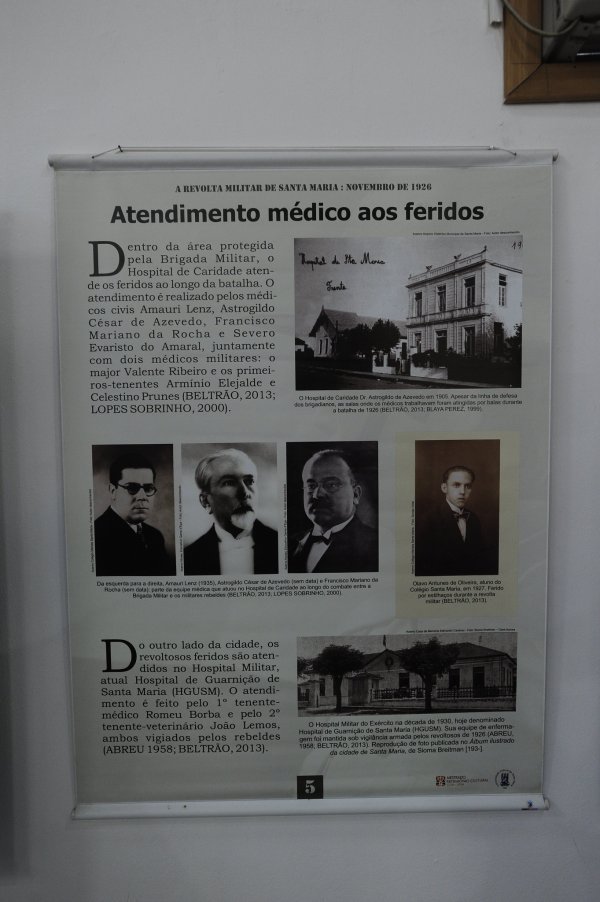 A REVOLTA MILITAR DE SANTA MARIA : NOVEMBRO DE 1926
Atendimento médico aos feridos
Dentro da área protegida
pela Brigada Militar, o
Hospital de Caridade aten-
de os feridos ao longo da batalha. O
atendimento é realizado pelos médi-
cos civis Amauri Lenz, Astrogildo
César de Azevedo, Francisco
Mariano da Rocha e Severo
Evaristo do Amaral, juntamente
com dois médicos militares: o
major Valente Ribeiro e os primei-
ros-tenentes Armínio Elejalde e
Celestino Prunes (BELTRÃO, 2013;
LOPES SOBRINHO, 2000).
Hospital de Sta Maria
Frente
19
O Hospital de Caridade Dr. Astrogildo de Azevedo em 1905. Apesar da linha de defesa
dos brigadianos, as salas onde os médicos trabalhavam foram atingidas por balas durante
a batalha de 1926 (BELTRÃO, 2013; BLAYA PEREZ, 1999).
Da esquerda para a direita, Amauri Lenz (1935), Astrogildo César de Azevedo (sem data) e Francisco Mariano da
Rocha (sem data): parte da equipe médica que atuou no Hospital de Caridade ao longo do combate entre a
Brigada Militar e os militares rebeldes (BELTRÃO, 2013; LOPES SOBRINHO, 2000).
Olavo Antunes de Oliveira, aluno do
Colégio Santa Maria, em 1927. Ferido
por estilhaços durante a revolta
militar (BELTRÃO, 2013).
Do outro lado da cidade, os
revoltosos feridos são aten-
didos no Hospital Militar,
atual Hospital de Guarnição de
Santa Maria (HGUSM). O atendi-
mento é feito pelo 1º tenente-
médico Romeu Borba e pelo 2º
tenente-veterinário João Lemos,
ambos vigiados pelos rebeldes
(ABREU 1958; BELTRÃO, 2013).
O Hospital Militar do Exército na década de 1930, hoje denominado
Hospital de Guarnição de Santa Maria (HGUSM). Sua equipe de enferma-
gem foi mantida sob vigilância armada pelos revoltosos de 1926 (ABREU,
1958; BELTRÃO, 2013). Reprodução de foto publicada no Álbum ilustrado
da cidade de Santa Maria, de Sioma Breitman [193-].
5
MESTRADO
PATRIMÔNIO CULTURAL